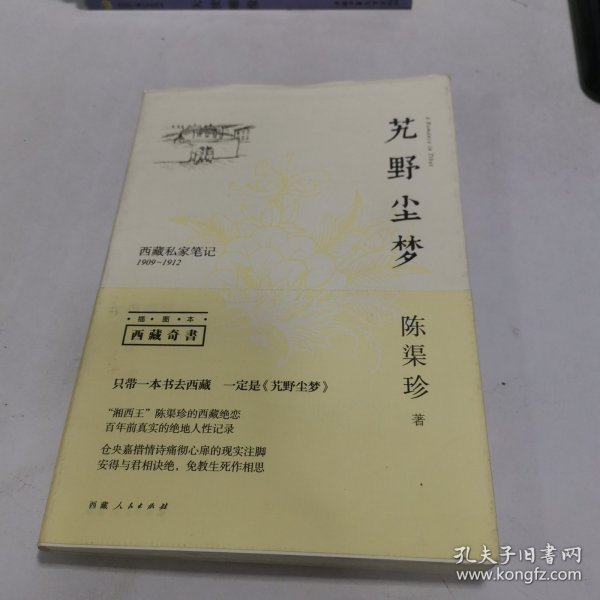 艽野尘梦
a Romance in Tibet
西藏私家笔记
1909~1912
陈渠珍 著
·插·图·本·
西藏奇書
只带一本书去西藏 一定是《艽野尘梦》
“湘西王”陈渠珍的西藏绝恋
百年前真实的绝地人性记录
仓央嘉措情诗痛彻心扉的现实注脚
安得与君相诀绝，免教生死作相思
西藏人民出版社
孔夫子旧书网
www.kongfz.com